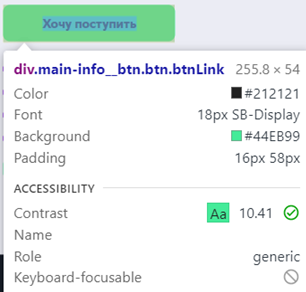 Хочу поступить
div.main-info__btn.btn.btnLink 255.8 × 54
Color #212121
Font 18px SB-Display
Background #44EB99
Padding 16px 58px
ACCESSIBILITY
Contrast Aa 10.41
Name
Role generic
Keyboard-focusable